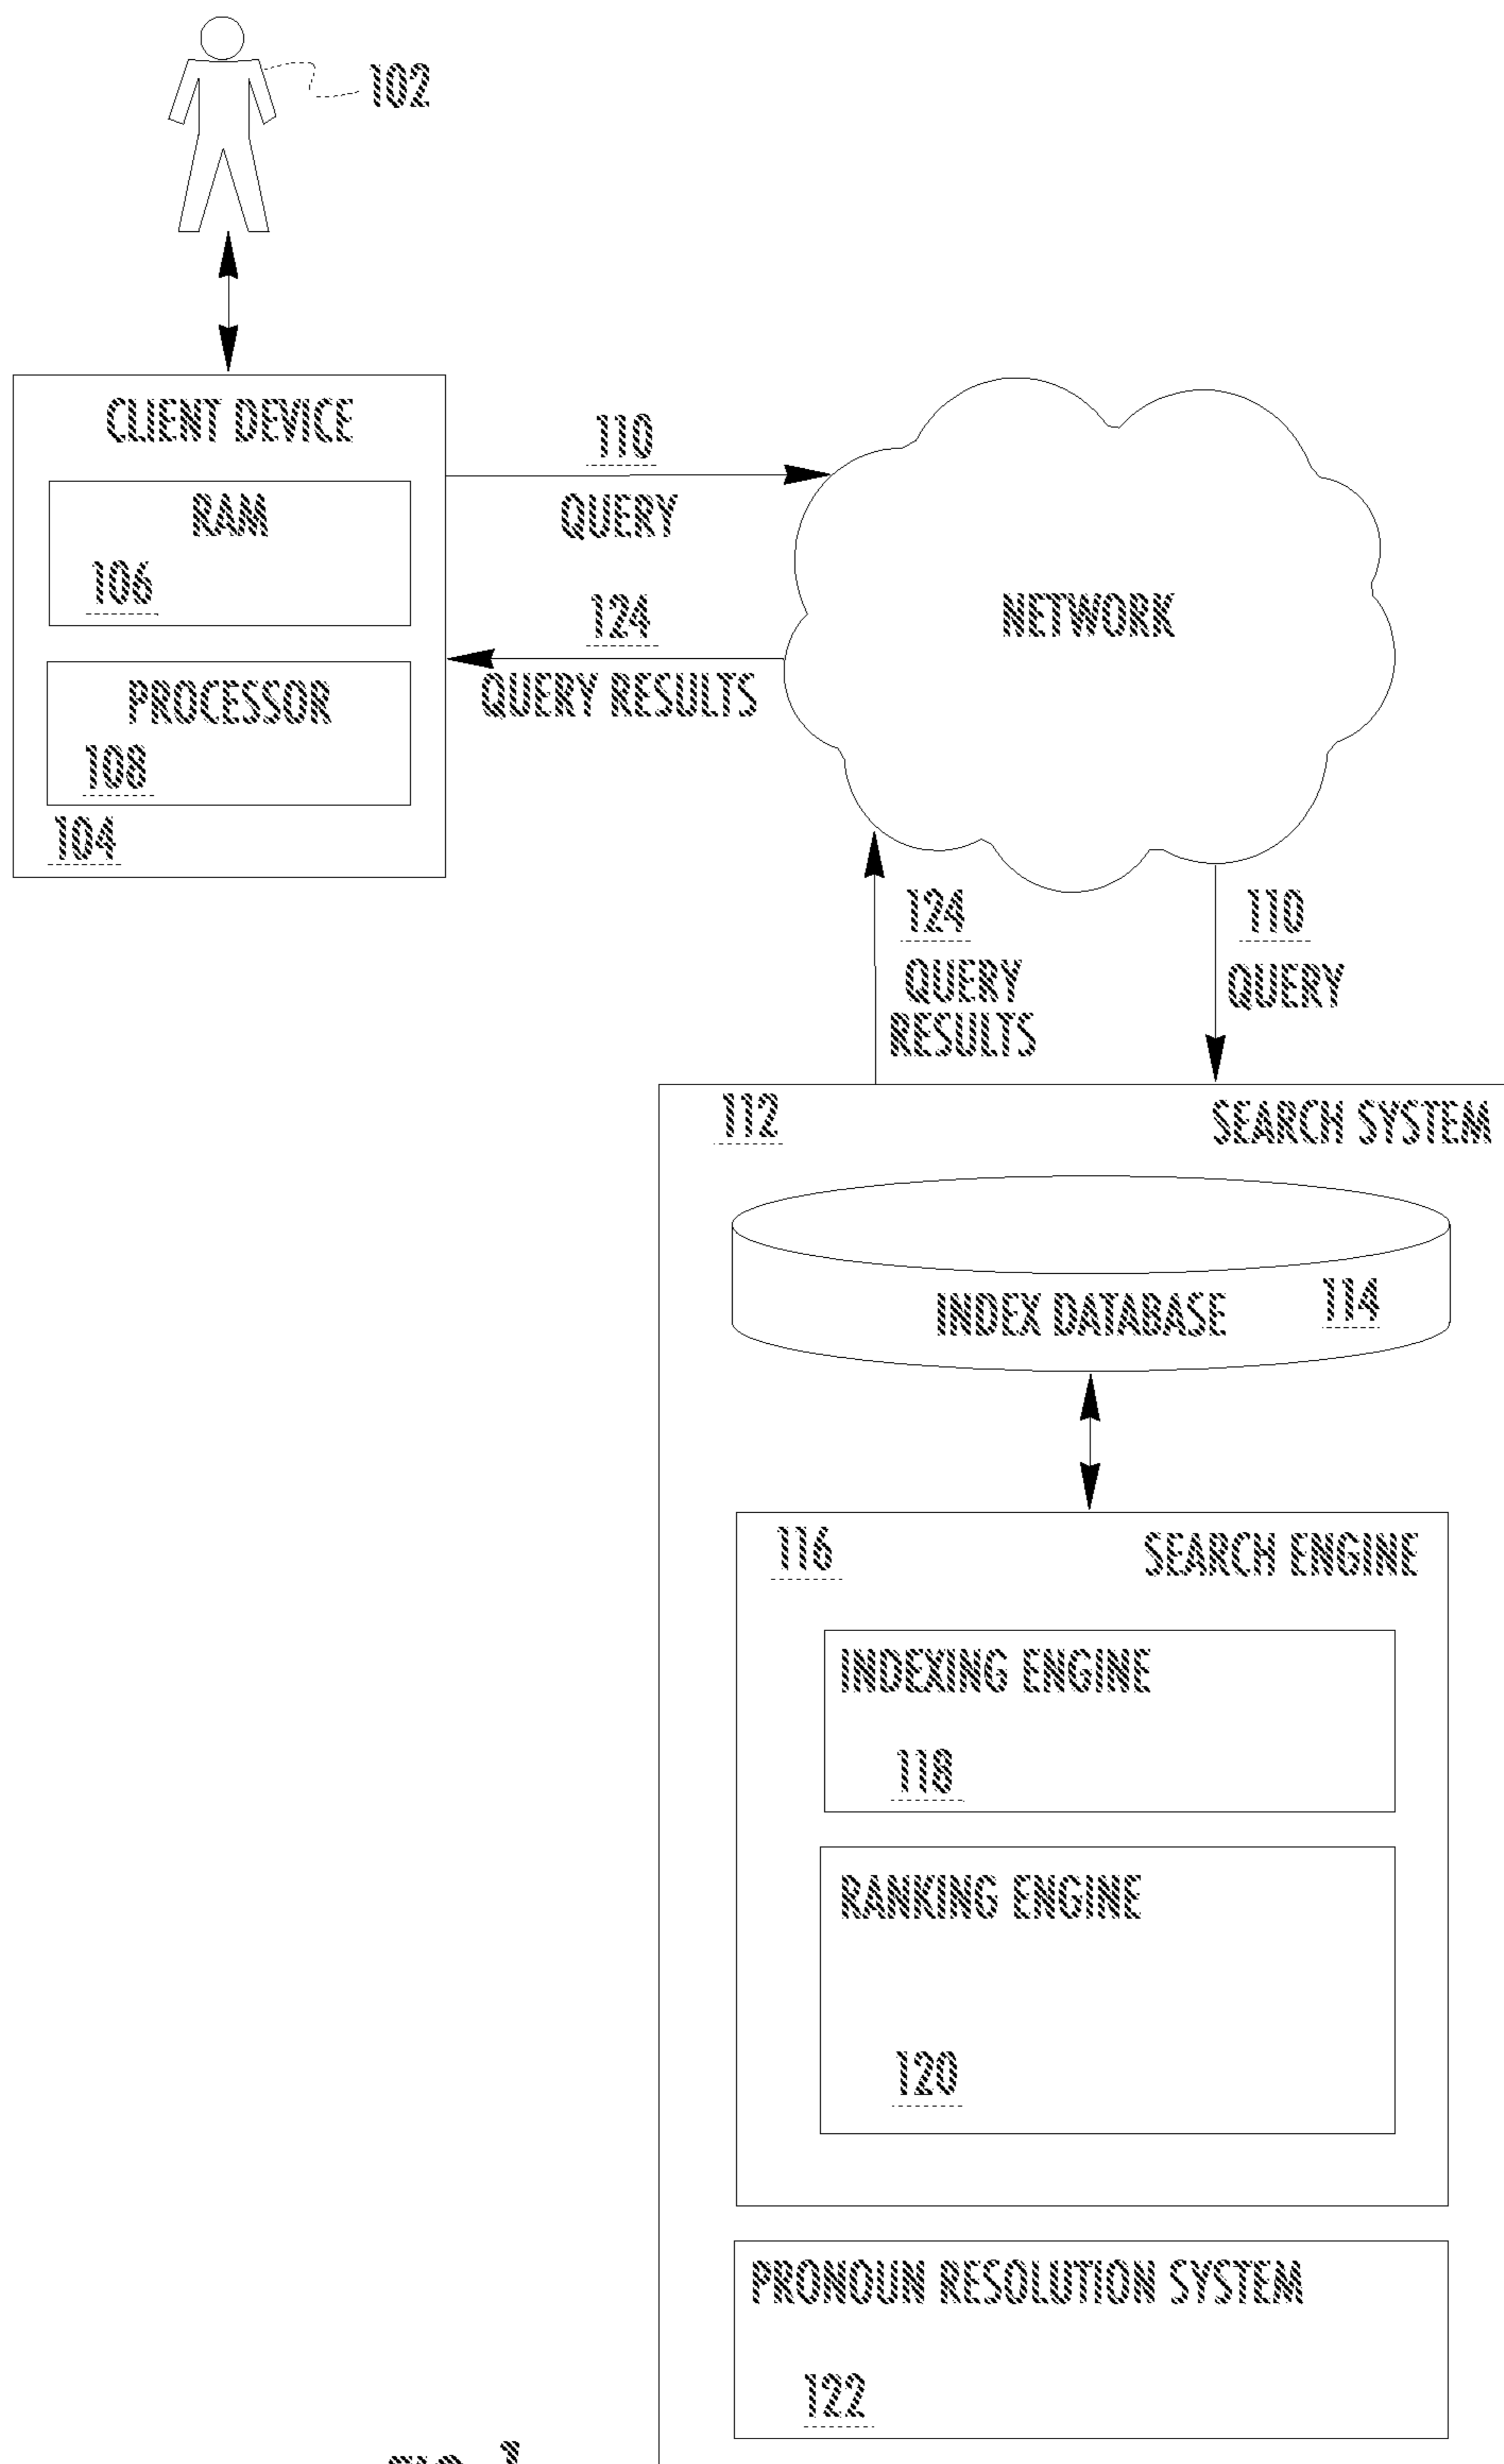 102
CLIENT DEVICE
RAM
106
PROCESSOR
108
104
110
QUERY
124
QUERY RESULTS
NETWORK
124
QUERY
RESULTS
110
QUERY
112
SEARCH SYSTEM
INDEX DATABASE
114
116
SEARCH ENGINE
INDEXING ENGINE
118
RANKING ENGINE
120
PRONOUN RESOLUTION SYSTEM
122